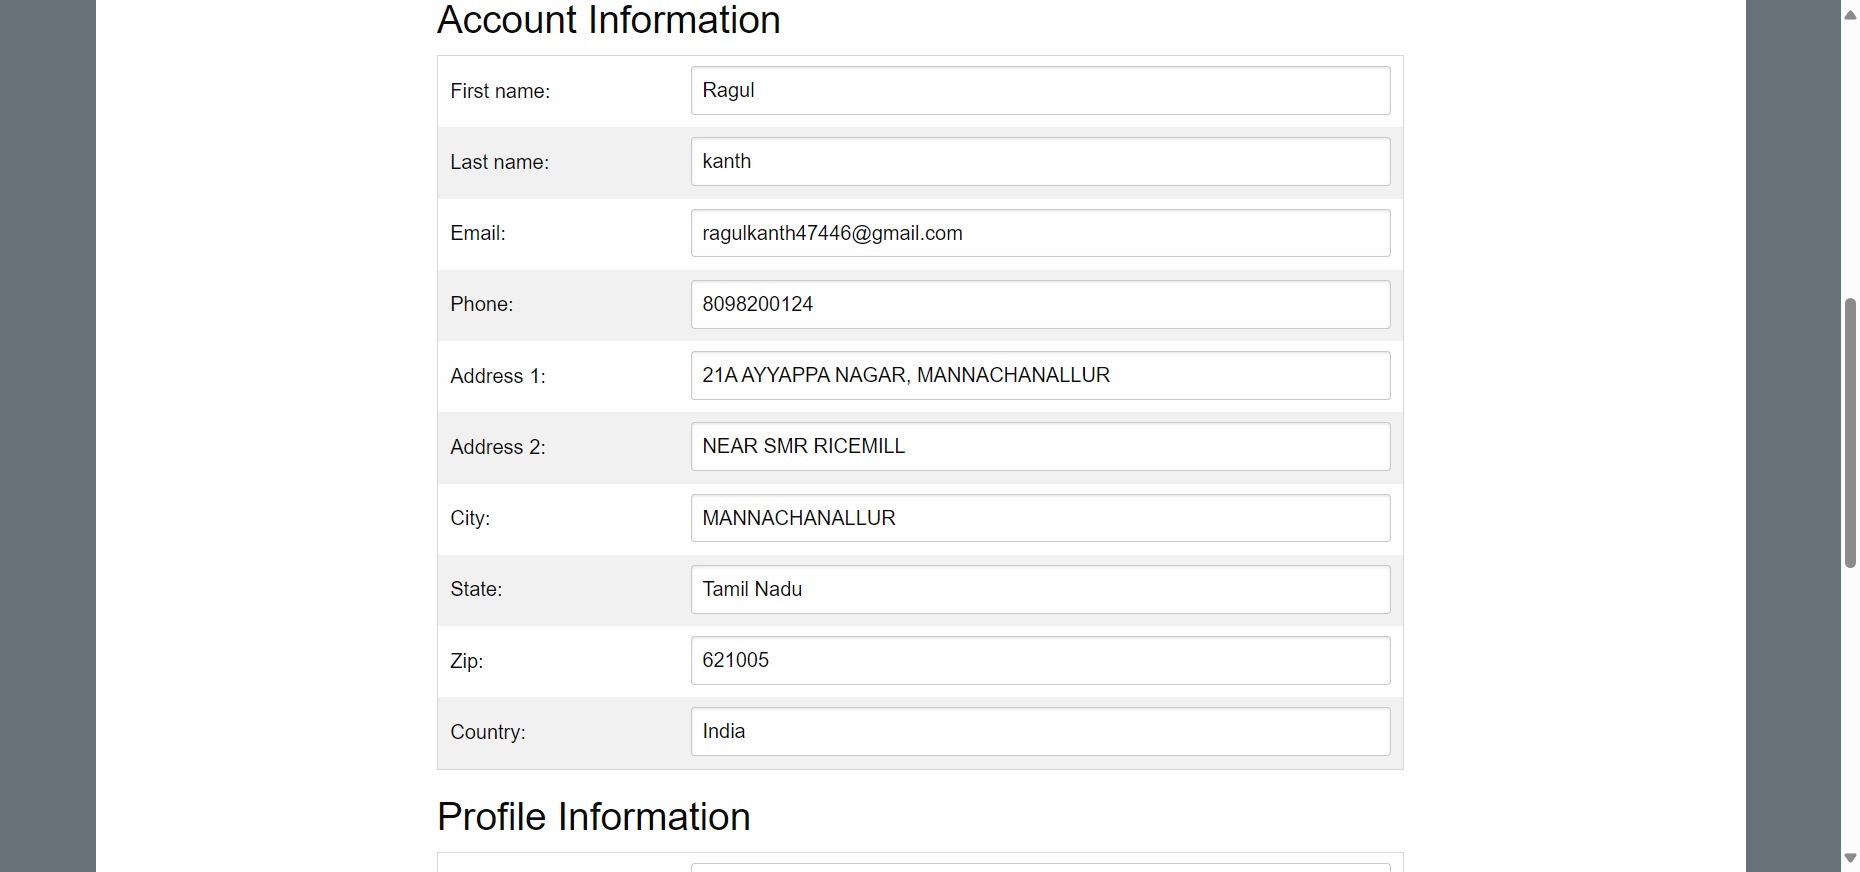 Account Information
First name: Ragul
Last name: kanth
Email: ragulkanth47446@gmail.com
Phone: 8098200124
Address 1: 21A AYYAPPA NAGAR, MANNACHANALLUR
Address 2: NEAR SMR RICEMILL
City: MANNACHANALLUR
State: Tamil Nadu
Zip: 621005
Country: India
Profile Information